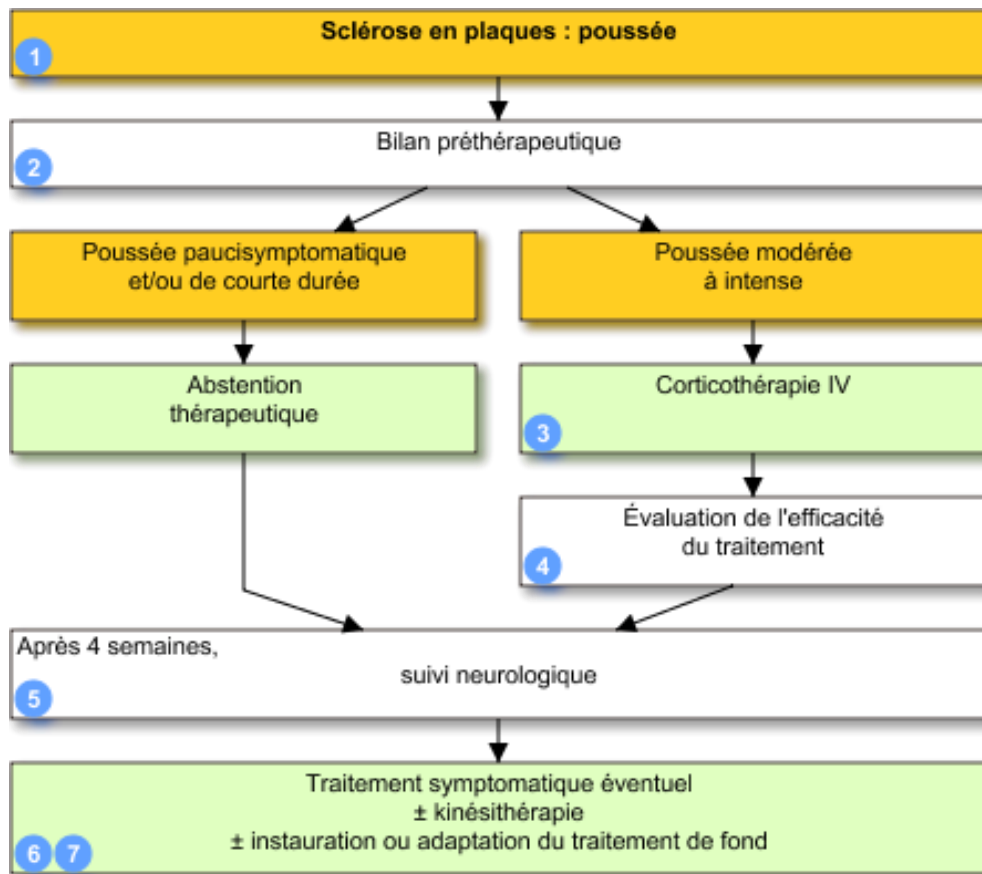 Sclérose en plaques : poussée
1
Bilan préthérapeutique
2
Poussée paucisymptomatique
et/ou de courte durée
Poussée modérée
à intense
Abstention
thérapeutique
Corticothérapie IV
3
Évaluation de l'efficacité
du traitement
4
Après 4 semaines,
suivi neurologique
5
Traitement symptomatique éventuel
± kinésithérapie
± instauration ou adaptation du traitement de fond
6 7